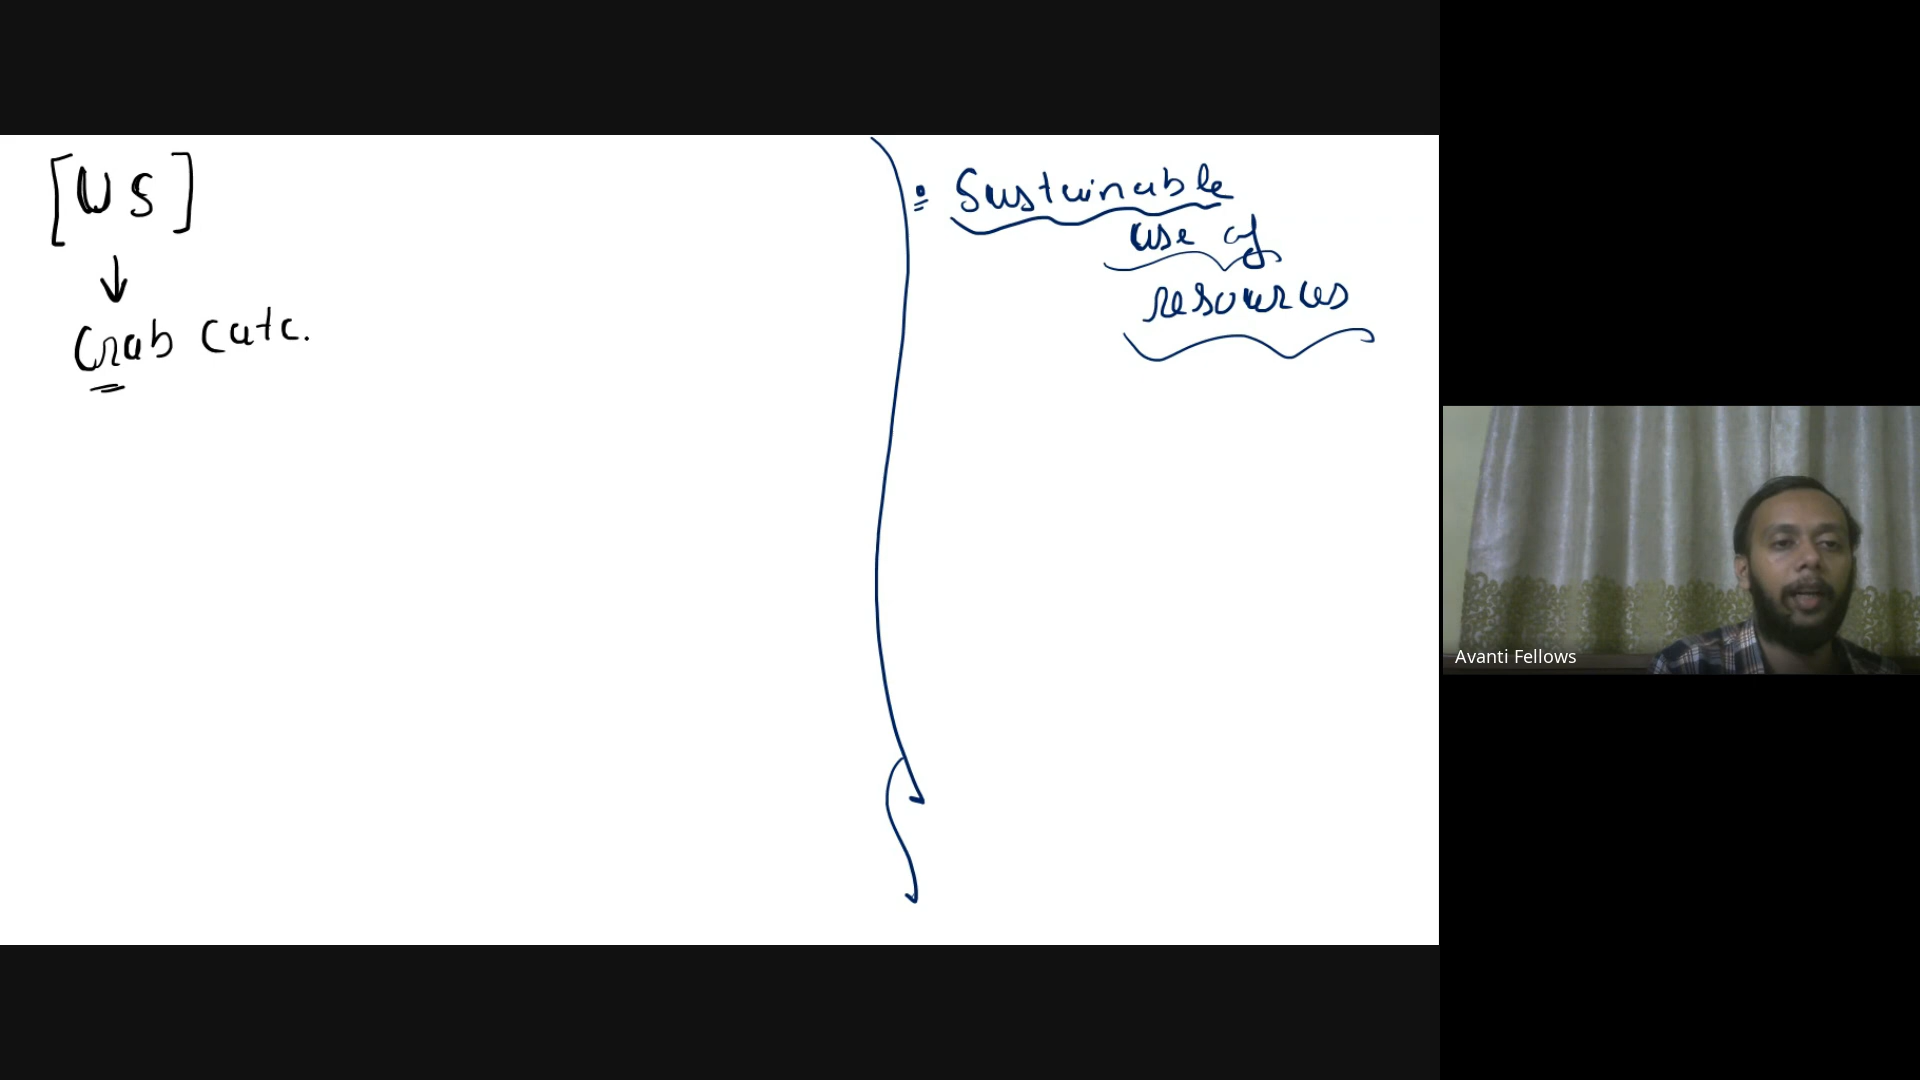 [US]
↓
Crab Catc.
: Sustainable
use of
resources
Avanti Fellows